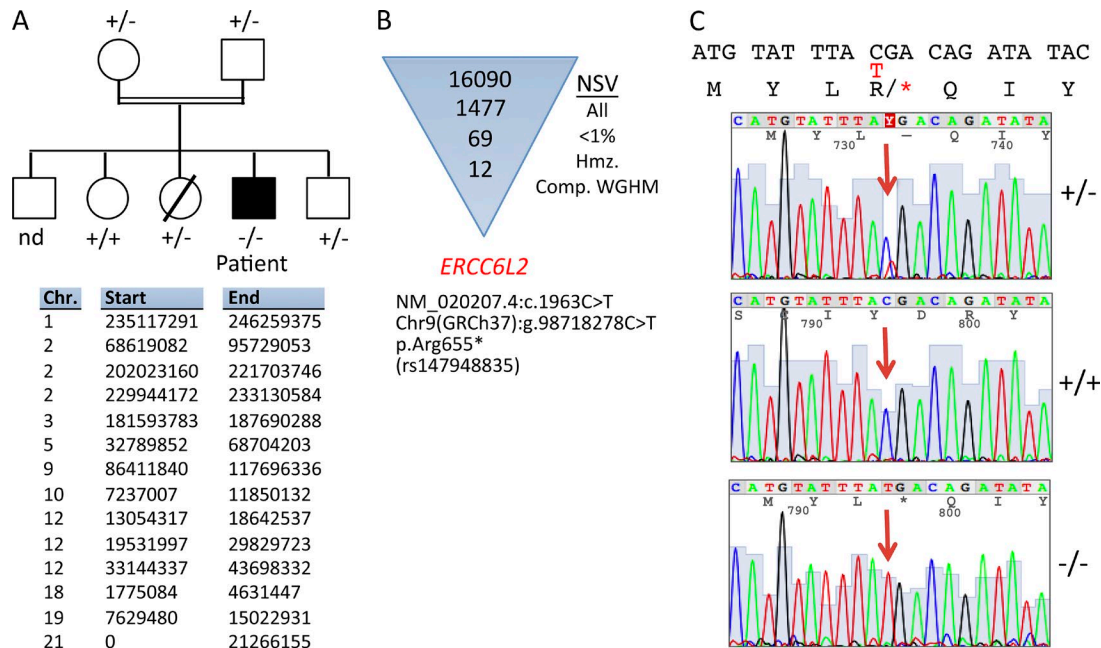 A
+/-
+/-
nd
+/+
+/-
-/-
+/-
Patient
Chr. Start End
1 235117291 246259375
2 68619082 95729053
2 202023160 221703746
2 229944172 233130584
3 181593783 187690288
5 32789852 68704203
9 86411840 117696336
10 7237007 11850132
12 13054317 18642537
12 19531997 29829723
12 33144337 43698332
18 1775084 4631447
19 7629480 15022931
21 0 21266155
B
16090
1477
69
12
NSV
All
<1%
Hmz.
Comp. WGHM
ERCC6L2
NM_020207.4:c.1963C>T
Chr9(GRCh37):g.98718278C>T
p.Arg655*
(rs147948835)
C
ATG TAT TTA CGA CAG ATA TAC
T
M Y L R/* Q I Y
C A T G T A T T T A Y G A C A G A T A T A
M Y L – Q I Y
730 740
+/-
C A T G T A T T T A C G A C A G A T A T A
S C I Y D R Y
790 800
+/+
C A T G T A T T T A T G A C A G A T A T A
M Y L * Q I Y
790 800
-/-